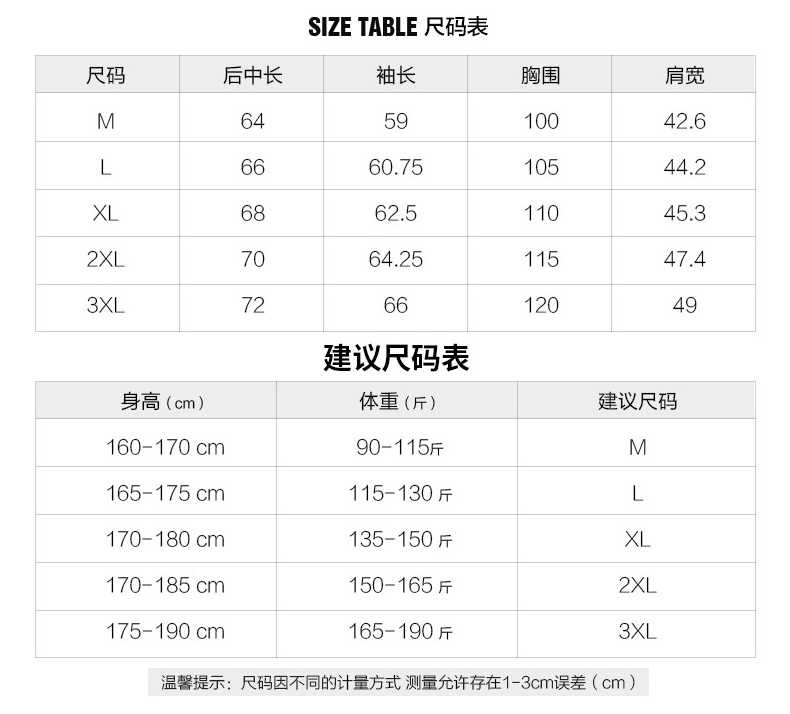 SIZE TABLE 尺码表
尺码 后中长 袖长 胸围 肩宽
M 64 59 100 42.6
L 66 60.75 105 44.2
XL 68 62.5 110 45.3
2XL 70 64.25 115 47.4
3XL 72 66 120 49
建议尺码表
身高（cm） 体重（斤） 建议尺码
160-170 cm 90-115斤 M
165-175 cm 115-130 斤 L
170-180 cm 135-150 斤 XL
170-185 cm 150-165 斤 2XL
175-190 cm 165-190 斤 3XL
温馨提示：尺码因不同的计量方式 测量允许存在1-3cm误差（cm）